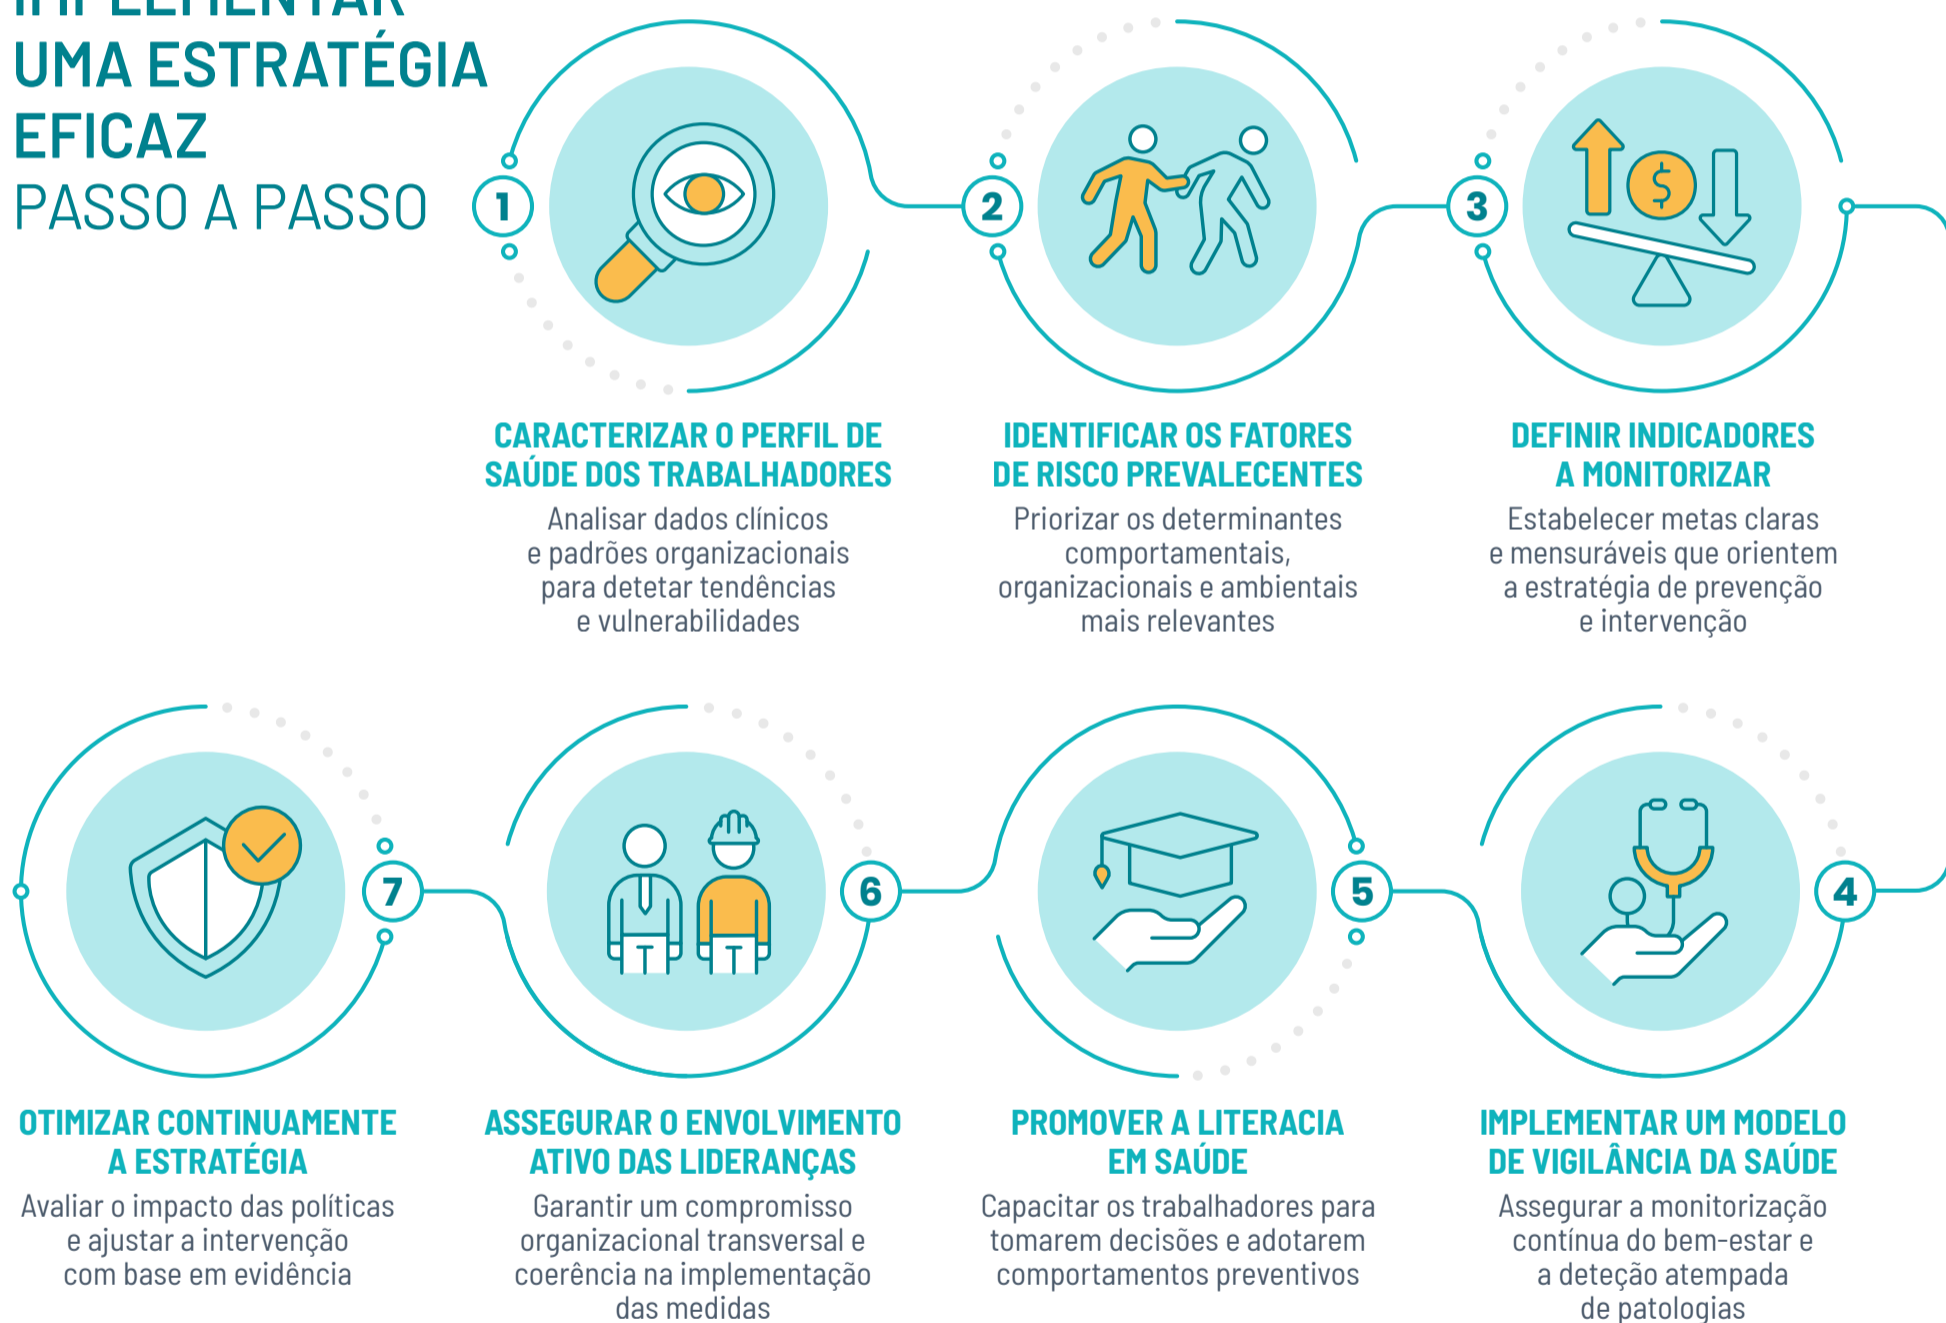 IMPLEMENTAR
UMA ESTRATÉGIA
EFICAZ
PASSO A PASSO
1
CARACTERIZAR O PERFIL DE
SAÚDE DOS TRABALHADORES
Analisar dados clínicos
e padrões organizacionais
para detetar tendências
e vulnerabilidades
2
IDENTIFICAR OS FATORES
DE RISCO PREVALECENTES
Priorizar os determinantes
comportamentais,
organizacionais e ambientais
mais relevantes
3
$
DEFINIR INDICADORES
A MONITORIZAR
Estabelecer metas claras
e mensuráveis que orientem
a estratégia de prevenção
e intervenção
4
IMPLEMENTAR UM MODELO
DE VIGILÂNCIA DA SAÚDE
Assegurar a monitorização
contínua do bem-estar e
a deteção atempada
de patologias
5
PROMOVER A LITERACIA
EM SAÚDE
Capacitar os trabalhadores para
tomarem decisões e adotarem
comportamentos preventivos
6
ASSEGURAR O ENVOLVIMENTO
ATIVO DAS LIDERANÇAS
Garantir um compromisso
organizacional transversal e
coerência na implementação
das medidas
7
OTIMIZAR CONTINUAMENTE
A ESTRATÉGIA
Avaliar o impacto das políticas
e ajustar a intervenção
com base em evidência